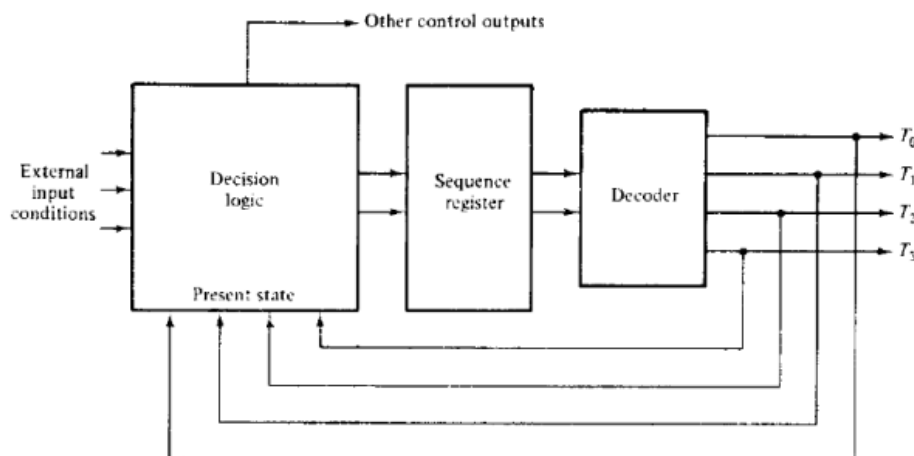 Other control outputs
External
input
conditions
Decision
logic
Present state
Sequence
register
Decoder
T0
T1
T2
T3